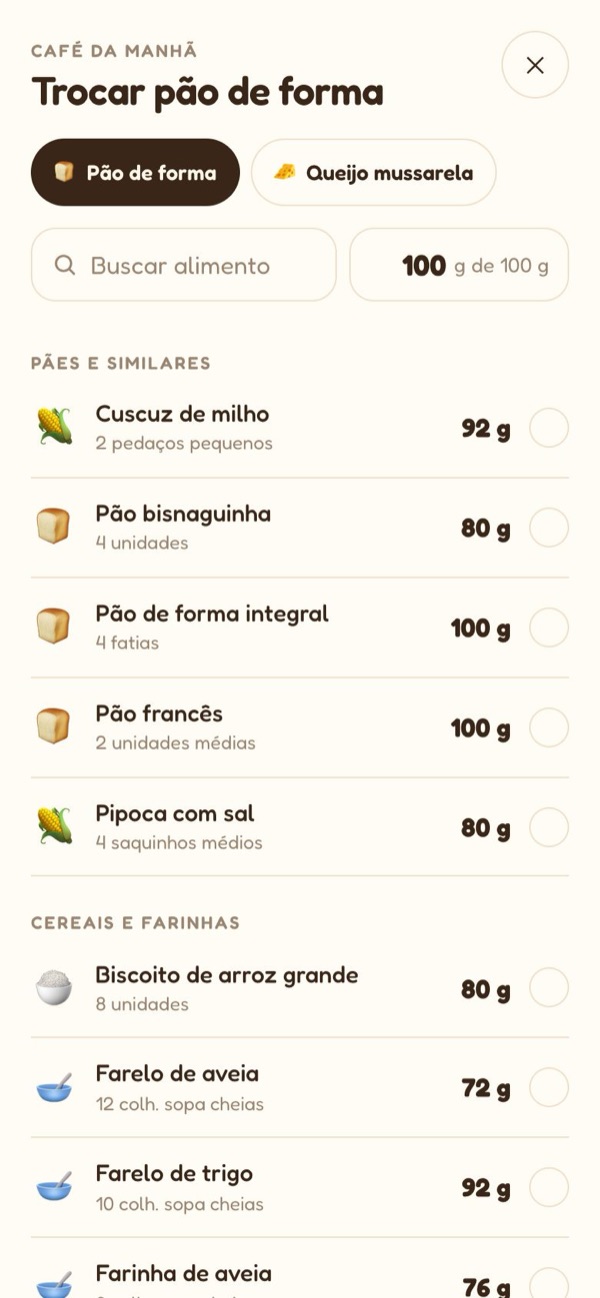 CAFÉ DA MANHÃ
Trocar pão de forma
Pão de forma
Queijo mussarela
Buscar alimento
100 g de 100 g
PÃES E SIMILARES
Cuscuz de milho
92 g
2 pedaços pequenos
Pão bisnaguinha
80 g
4 unidades
Pão de forma integral
100 g
4 fatias
Pão francês
100 g
2 unidades médias
Pipoca com sal
80 g
4 saquinhos médios
CEREAIS E FARINHAS
Biscoito de arroz grande
80 g
8 unidades
Farelo de aveia
72 g
12 colh. sopa cheias
Farelo de trigo
92 g
10 colh. sopa cheias
Farinha de aveia
76 g